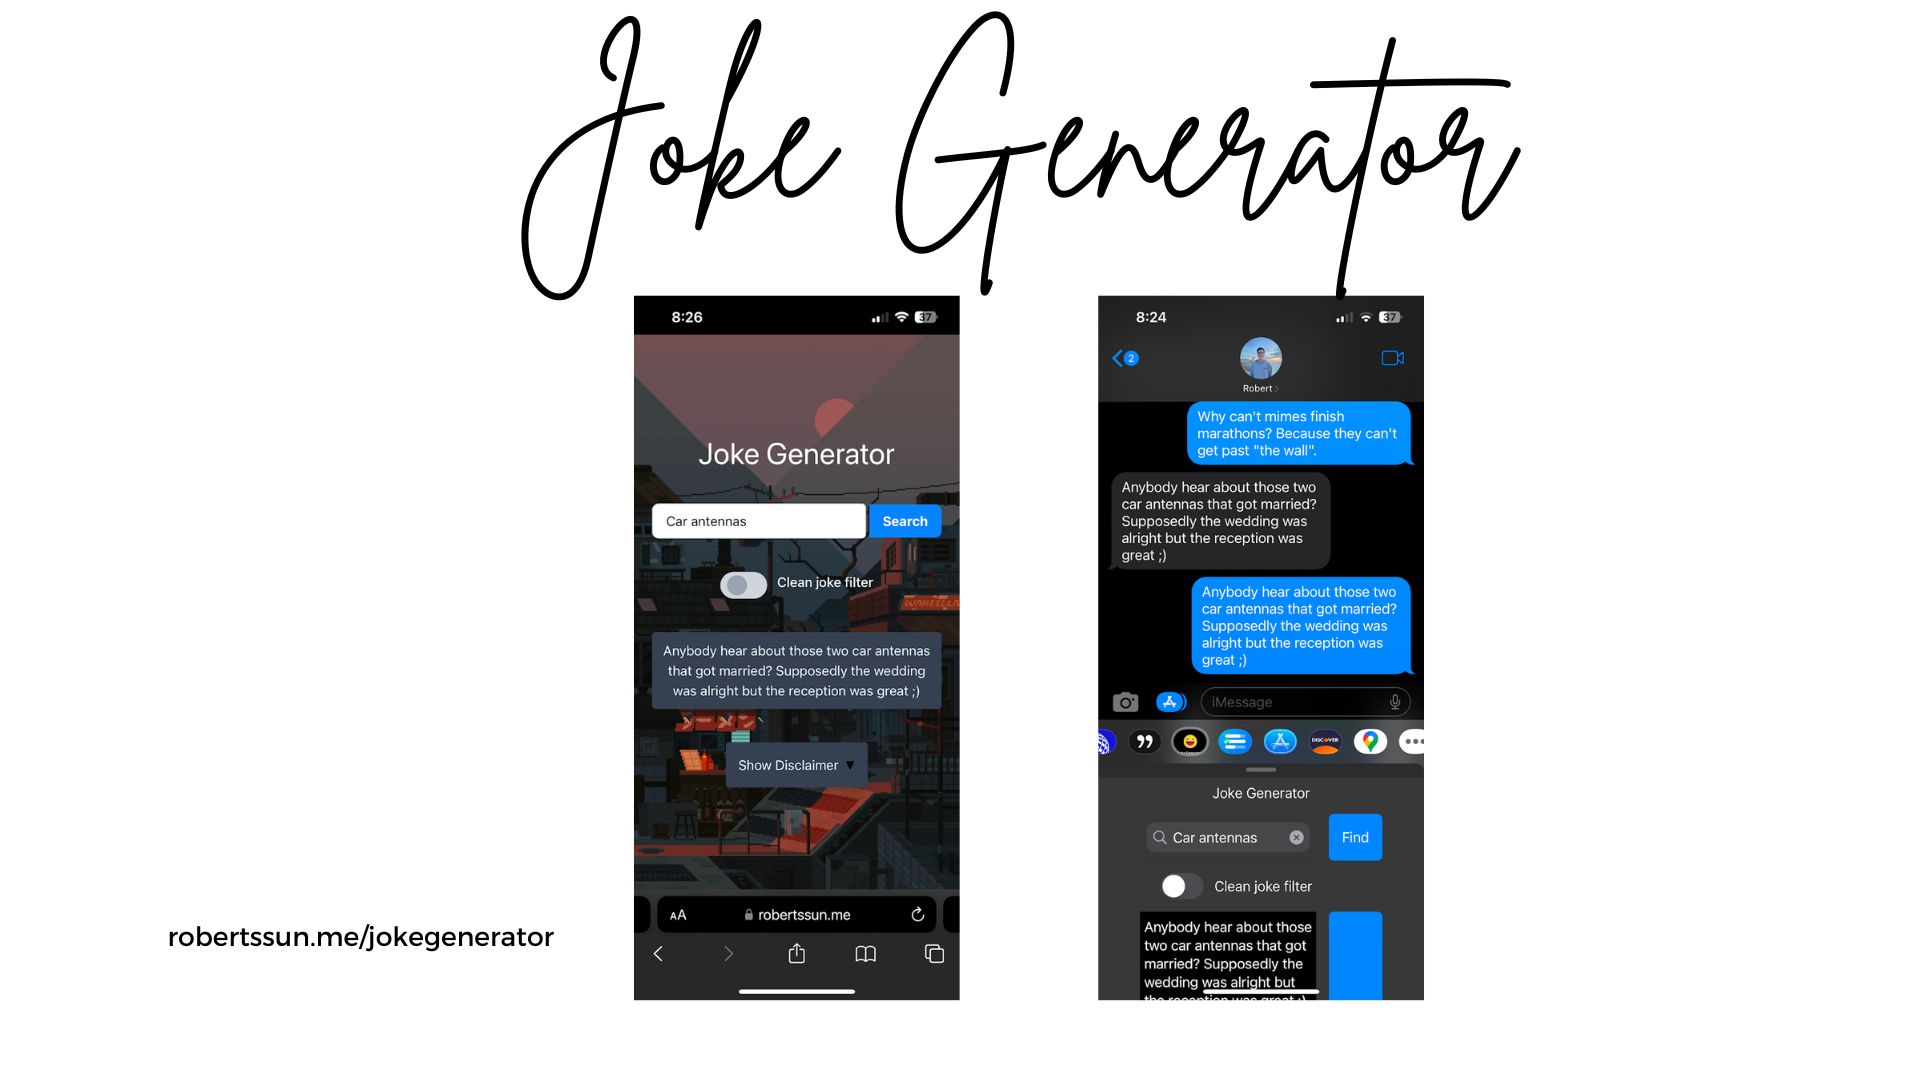 Joke Generator
8:26
37
Joke Generator
Car antennas
Search
Clean joke filter
WANEELLA
Anybody hear about those two car antennas
that got married? Supposedly the wedding
was alright but the reception was great ;)
Show Disclaimer ▼
AA
robertssun.me
8:24
37
2
Robert
Why can't mimes finish
marathons? Because they can't
get past "the wall".
Anybody hear about those two
car antennas that got married?
Supposedly the wedding was
alright but the reception was
great ;)
Anybody hear about those two
car antennas that got married?
Supposedly the wedding was
alright but the reception was
great ;)
iMessage
DISCOVER
Joke Generator
Car antennas
Find
Clean joke filter
Anybody hear about those
two car antennas that got
married? Supposedly the
wedding was alright but
the reception was great ;)
robertssun.me/jokegenerator